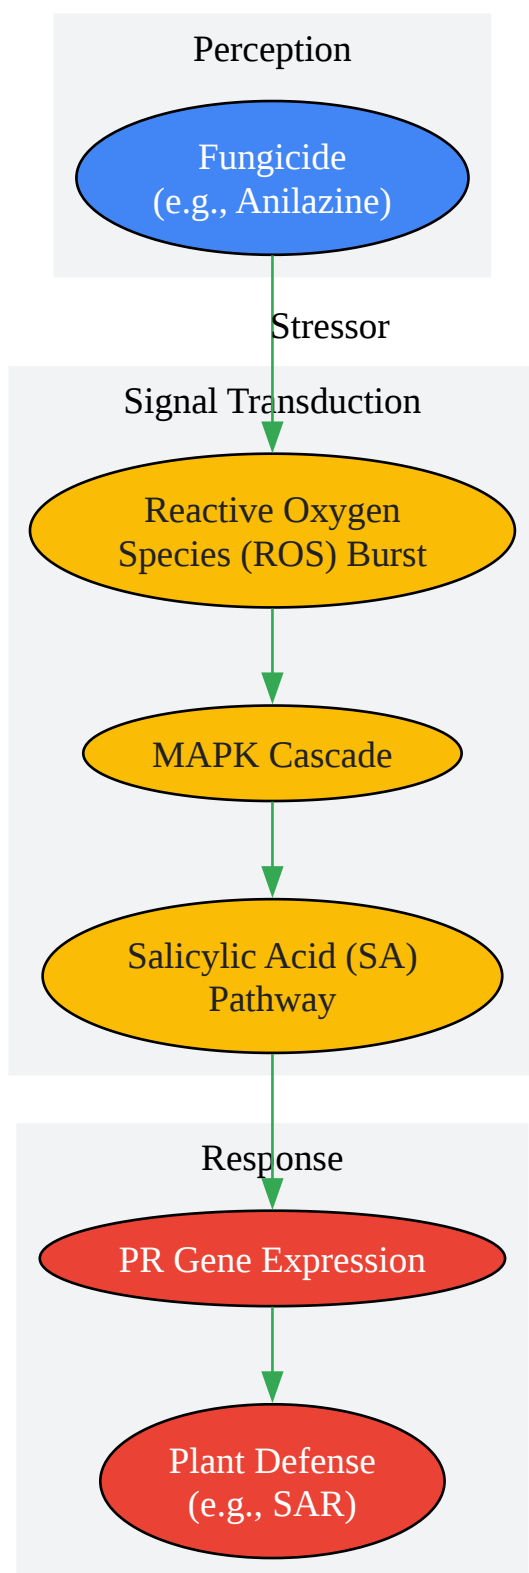 Perception
Fungicide
(e.g., Anilazine)
Stressor
Signal Transduction
Reactive Oxygen
Species (ROS) Burst
MAPK Cascade
Salicylic Acid (SA)
Pathway
Response
PR Gene Expression
Plant Defense
(e.g., SAR)